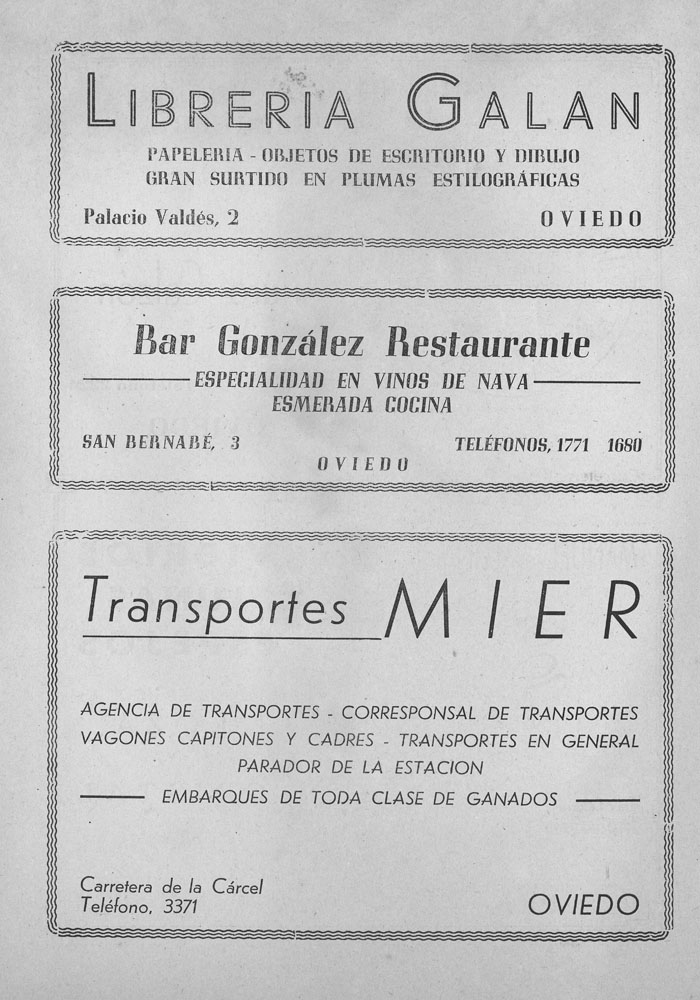 LIBRERIA GALAN
PAPELERIA - OBJETOS DE ESCRITORIO Y DIBUJO
GRAN SURTIDO EN PLUMAS ESTILOGRÁFICAS
Palacio Valdés, 2 OVIEDO
Bar González Restaurante
ESPECIALIDAD EN VINOS DE NAVA
ESMERADA COCINA
SAN BERNABÉ, 3 TELÉFONOS, 1771 1680
OVIEDO
Transportes MIER
AGENCIA DE TRANSPORTES - CORRESPONSAL DE TRANSPORTES
VAGONES CAPITONES Y CADRES - TRANSPORTES EN GENERAL
PARADOR DE LA ESTACION
EMBARQUES DE TODA CLASE DE GANADOS
Carretera de la Cárcel
Teléfono, 3371 OVIEDO